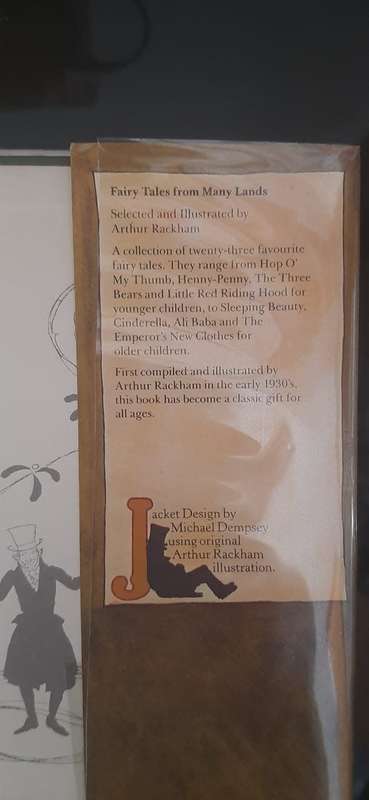 Fairy Tales from Many Lands
Selected and Illustrated by
Arthur Rackham
A collection of twenty-three favourite
fairy tales. They range from Hop O'
My Thumb, Henny-Penny, The Three
Bears and Little Red Riding Hood for
younger children, to Sleeping Beauty,
Cinderella, Ali Baba and The
Emperor's New Clothes for
older children.
First compiled and illustrated by
Arthur Rackham in the early 1930's,
this book has become a classic gift for
all ages.
Jacket Design by
Michael Dempsey
using original
Arthur Rackham
illustration.